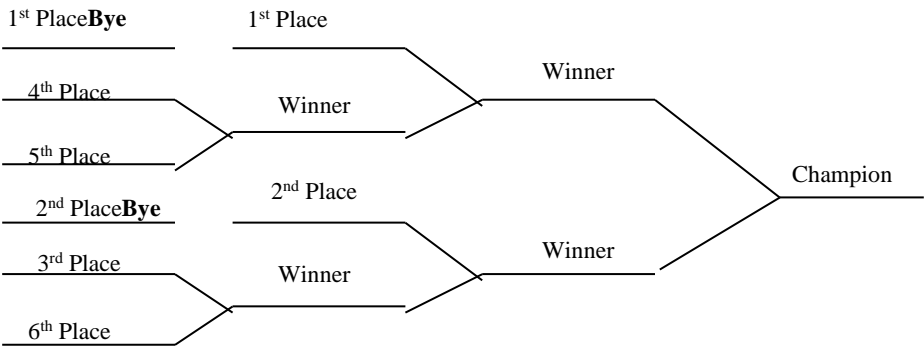 1st PlaceBye
4th Place
5th Place
2nd PlaceBye
3rd Place
6th Place
1st Place
Winner
2nd Place
Winner
Winner
Winner
Champion